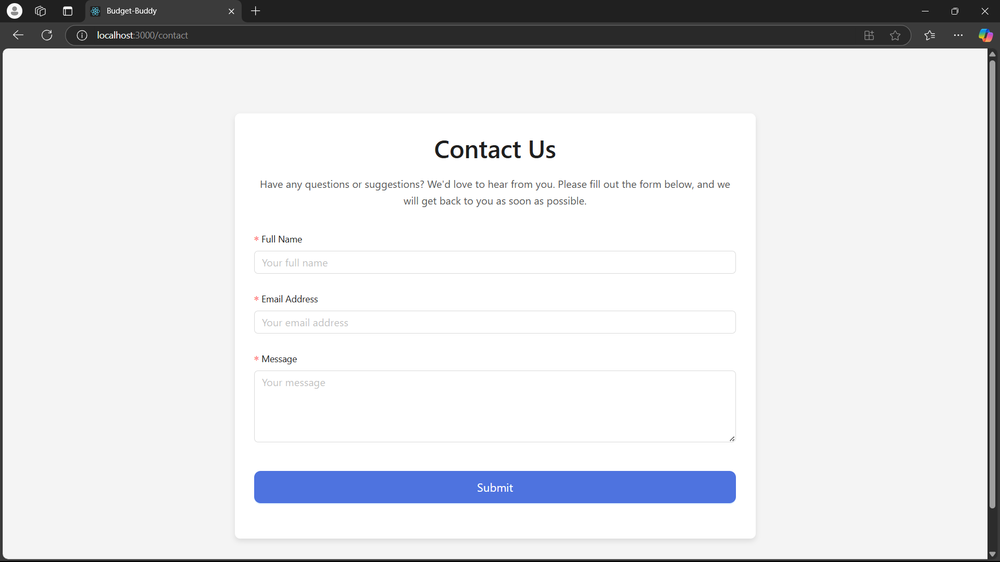 Budget-Buddy
localhost:3000/contact
Contact Us
Have any questions or suggestions? We'd love to hear from you. Please fill out the form below, and we
will get back to you as soon as possible.
* Full Name
Your full name
* Email Address
Your email address
* Message
Your message
Submit